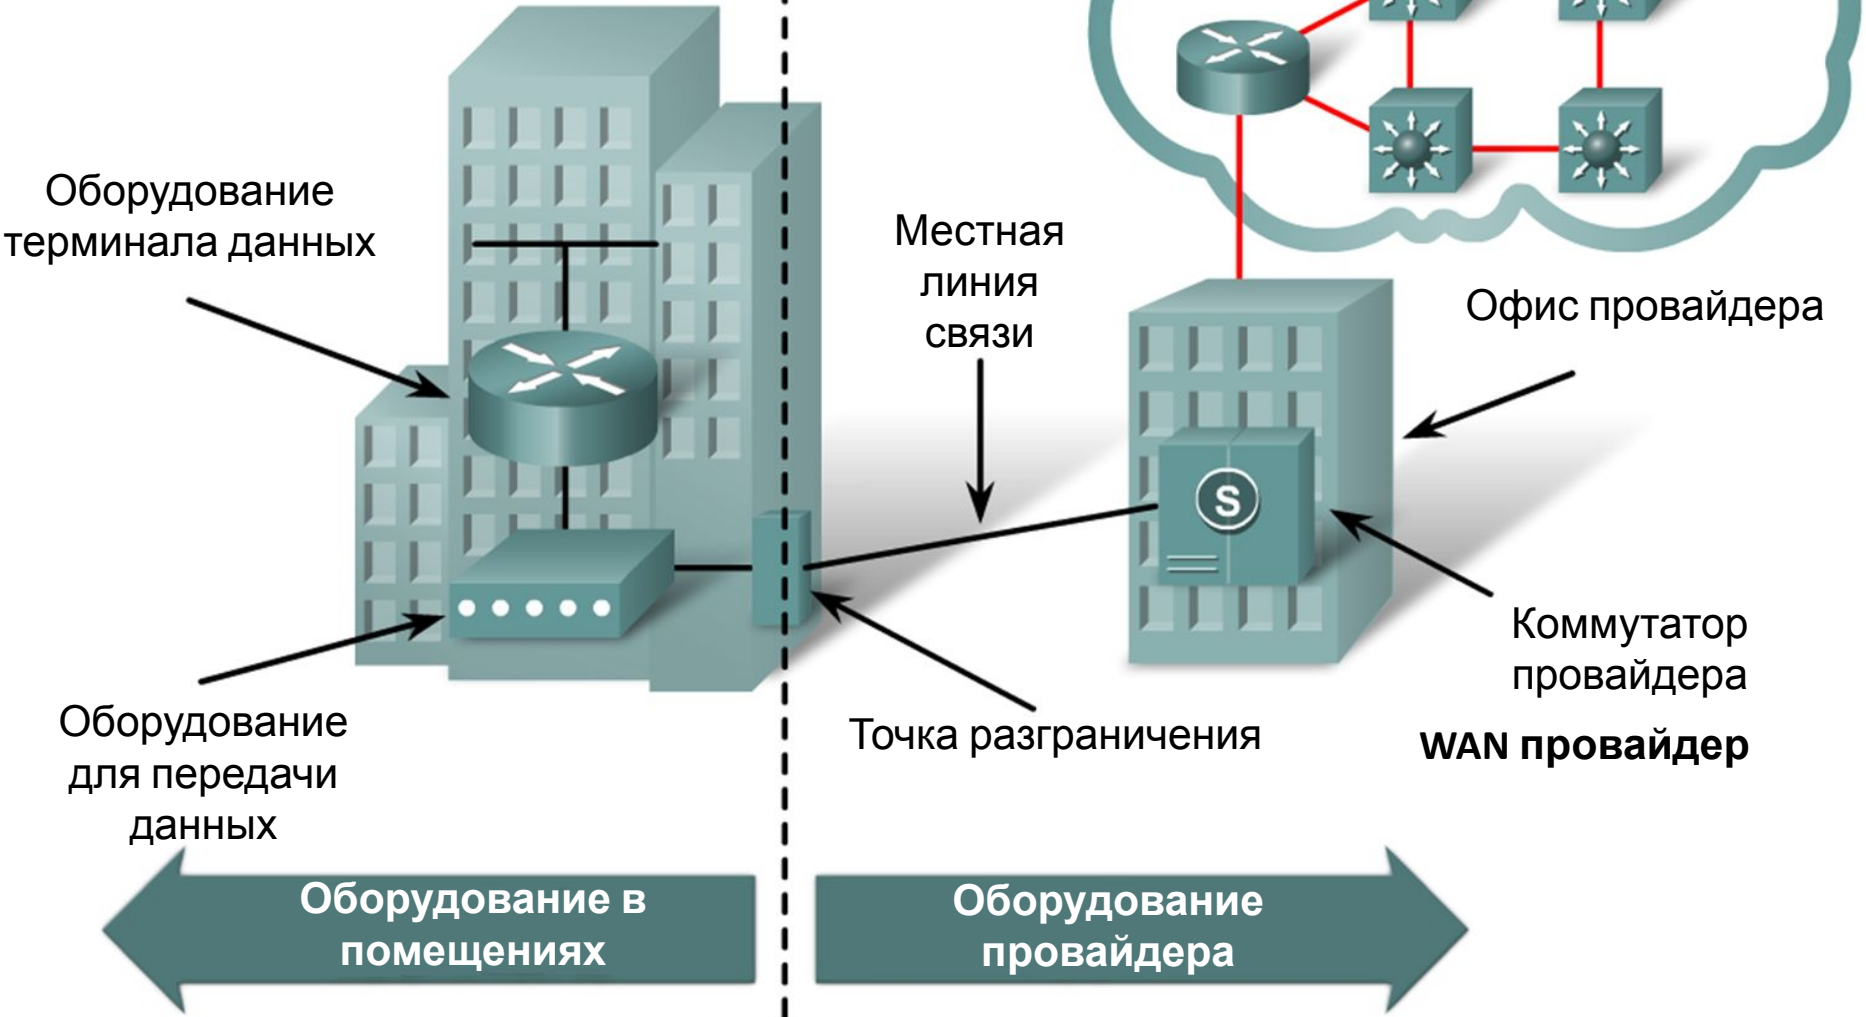 Оборудование
терминала данных
Местная
линия
связи
Офис провайдера
S
Коммутатор
провайдера
WAN провайдер
Точка разграничения
Оборудование
для передачи
данных
Оборудование в
помещениях
Оборудование
провайдера